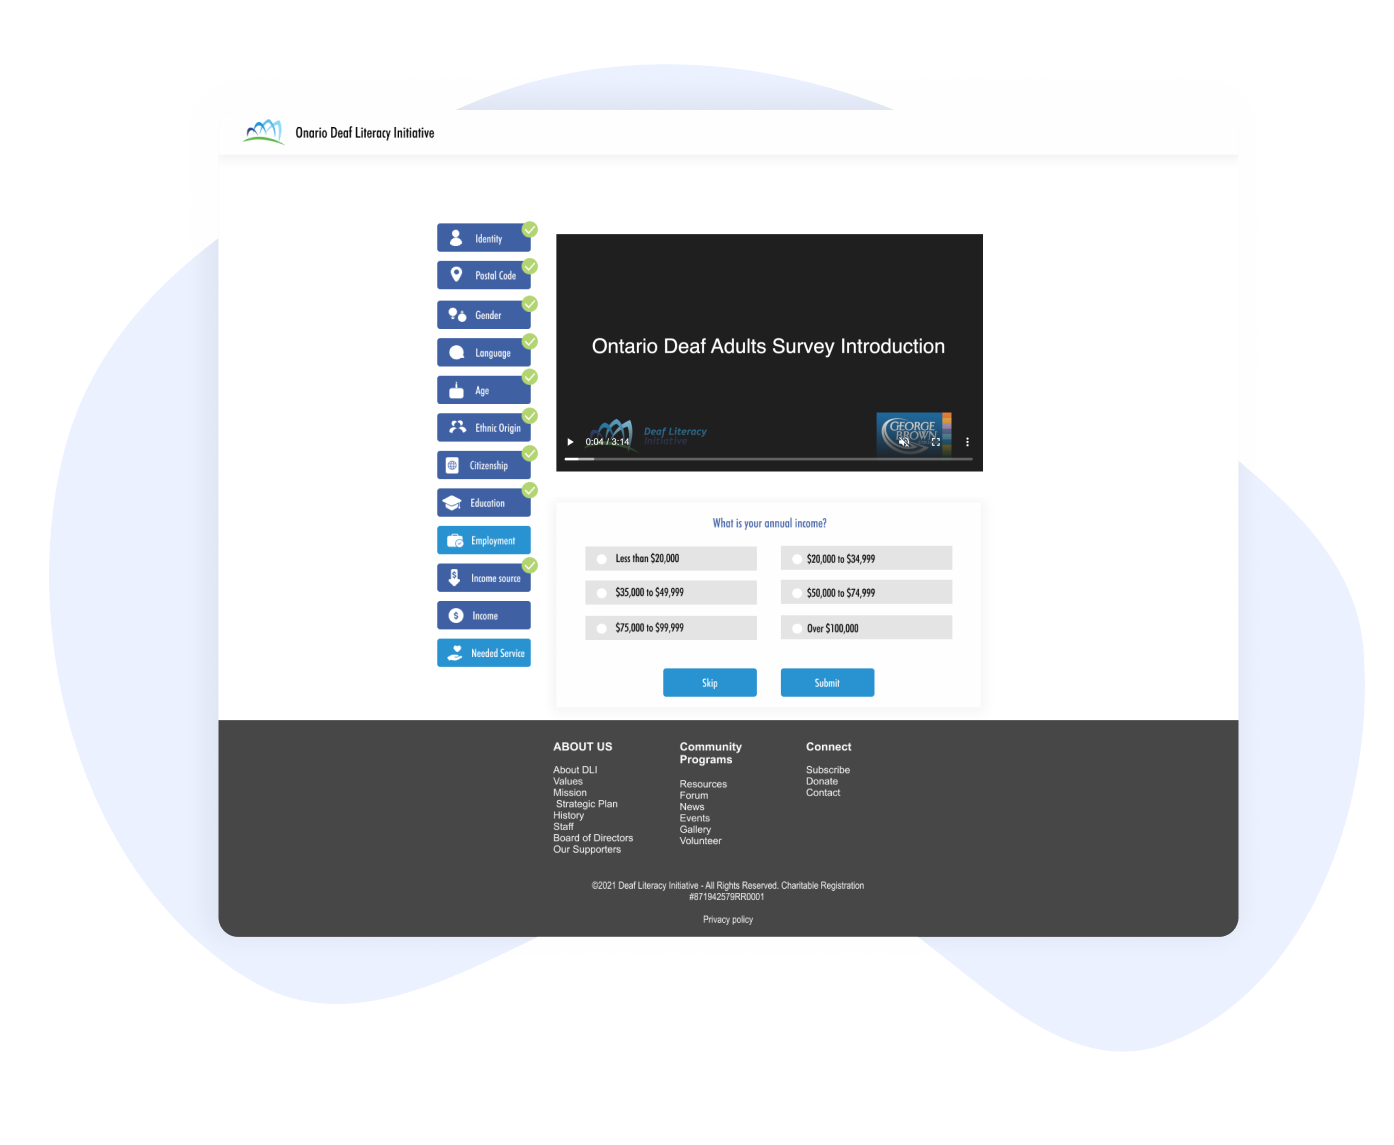 Onario Deaf Literacy Initiative
Identity
Postal Code
Gender
Language
Age
Ethnic Origin
Citizenship
Education
Employment
Income source
Income
Needed Service
Ontario Deaf Adults Survey Introduction
Deaf Literacy
Initiative
GEORGE
BROWN
0:04 / 3:14
What is your annual income?
Less than $20,000
$20,000 to $34,999
$35,000 to $49,999
$50,000 to $74,999
$75,000 to $99,999
Over $100,000
Skip
Submit
ABOUT US
About DLI
Values
Mission
Strategic Plan
History
Staff
Board of Directors
Our Supporters
Community
Programs
Resources
Forum
News
Events
Gallery
Volunteer
Connect
Subscribe
Donate
Contact
©2021 Deaf Literacy Initiative - All Rights Reserved. Charitable Registration
#871942579RR0001
Privacy policy